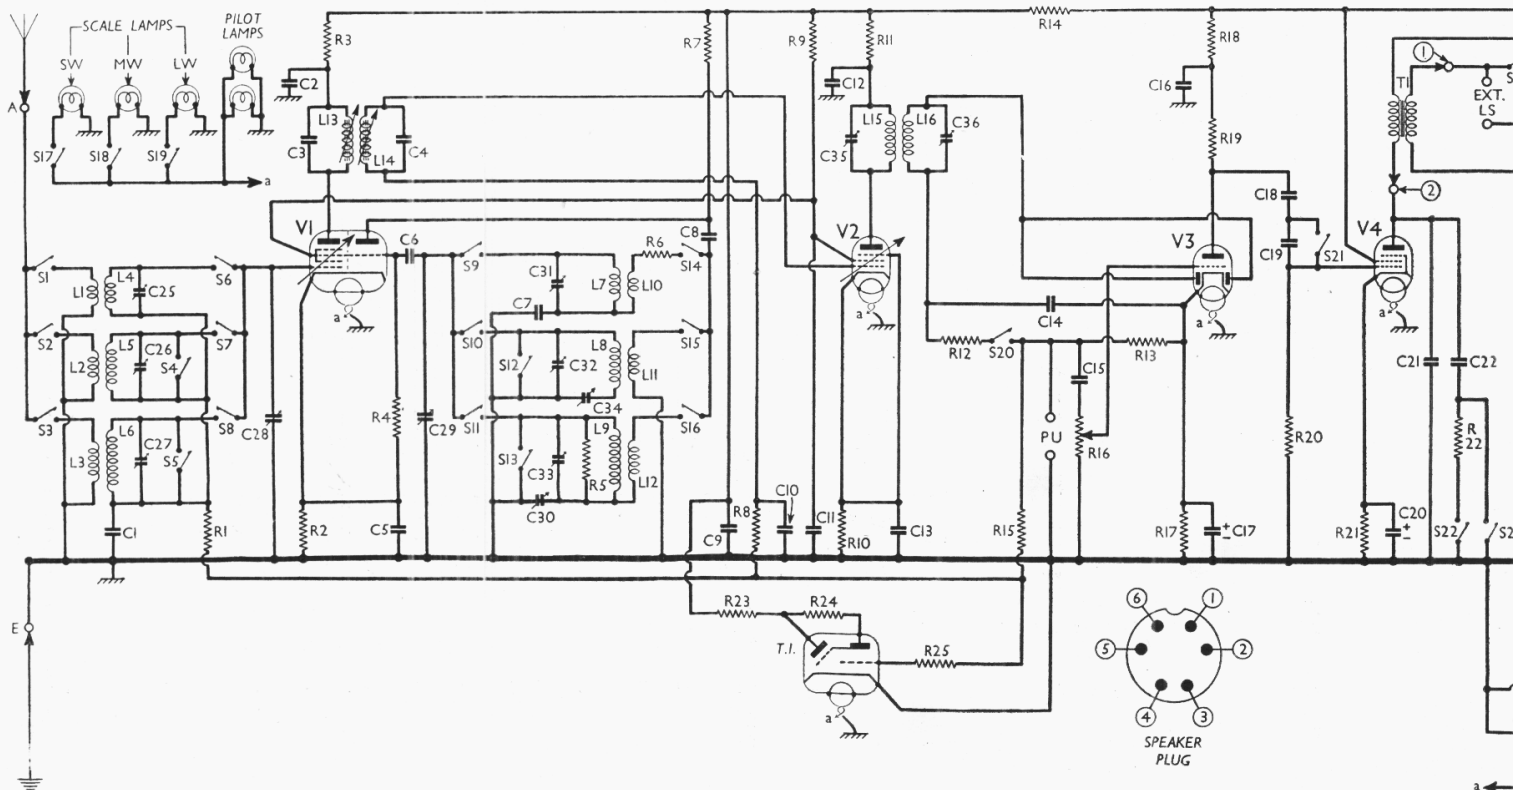 SCALE LAMPS
PILOT
LAMPS
SW
MW
LW
A
S17
S18
S19
a
R3
C2
L13
C3
L14
C4
R7
R9
R11
C12
L15
C35
L16
C36
R14
R18
C16
R19
T1
1
EXT.
LS
S
2
V1
C6
C8
V2
V3
C18
C19
S21
V4
a
a
a
a
S1
L1
L4
C25
S6
S2
L2
L5
C26
S4
S7
S3
L3
L6
C27
S5
S8
C28
C1
R1
R2
R4
C5
C29
S9
C31
L7
L10
R6
S14
C7
S10
S12
L8
C32
L11
S15
C34
S11
S13
L9
C33
R5
L12
S16
C30
C9
R8
C10
C11
R10
C13
C14
R12
S20
R13
C15
PU
R16
R15
R17
+
−
C17
R20
R21
C20
+
−
C21
C22
R
22
S22
S2
E
R23
R24
T.I.
R25
a
6
1
5
2
4
3
SPEAKER
PLUG
a